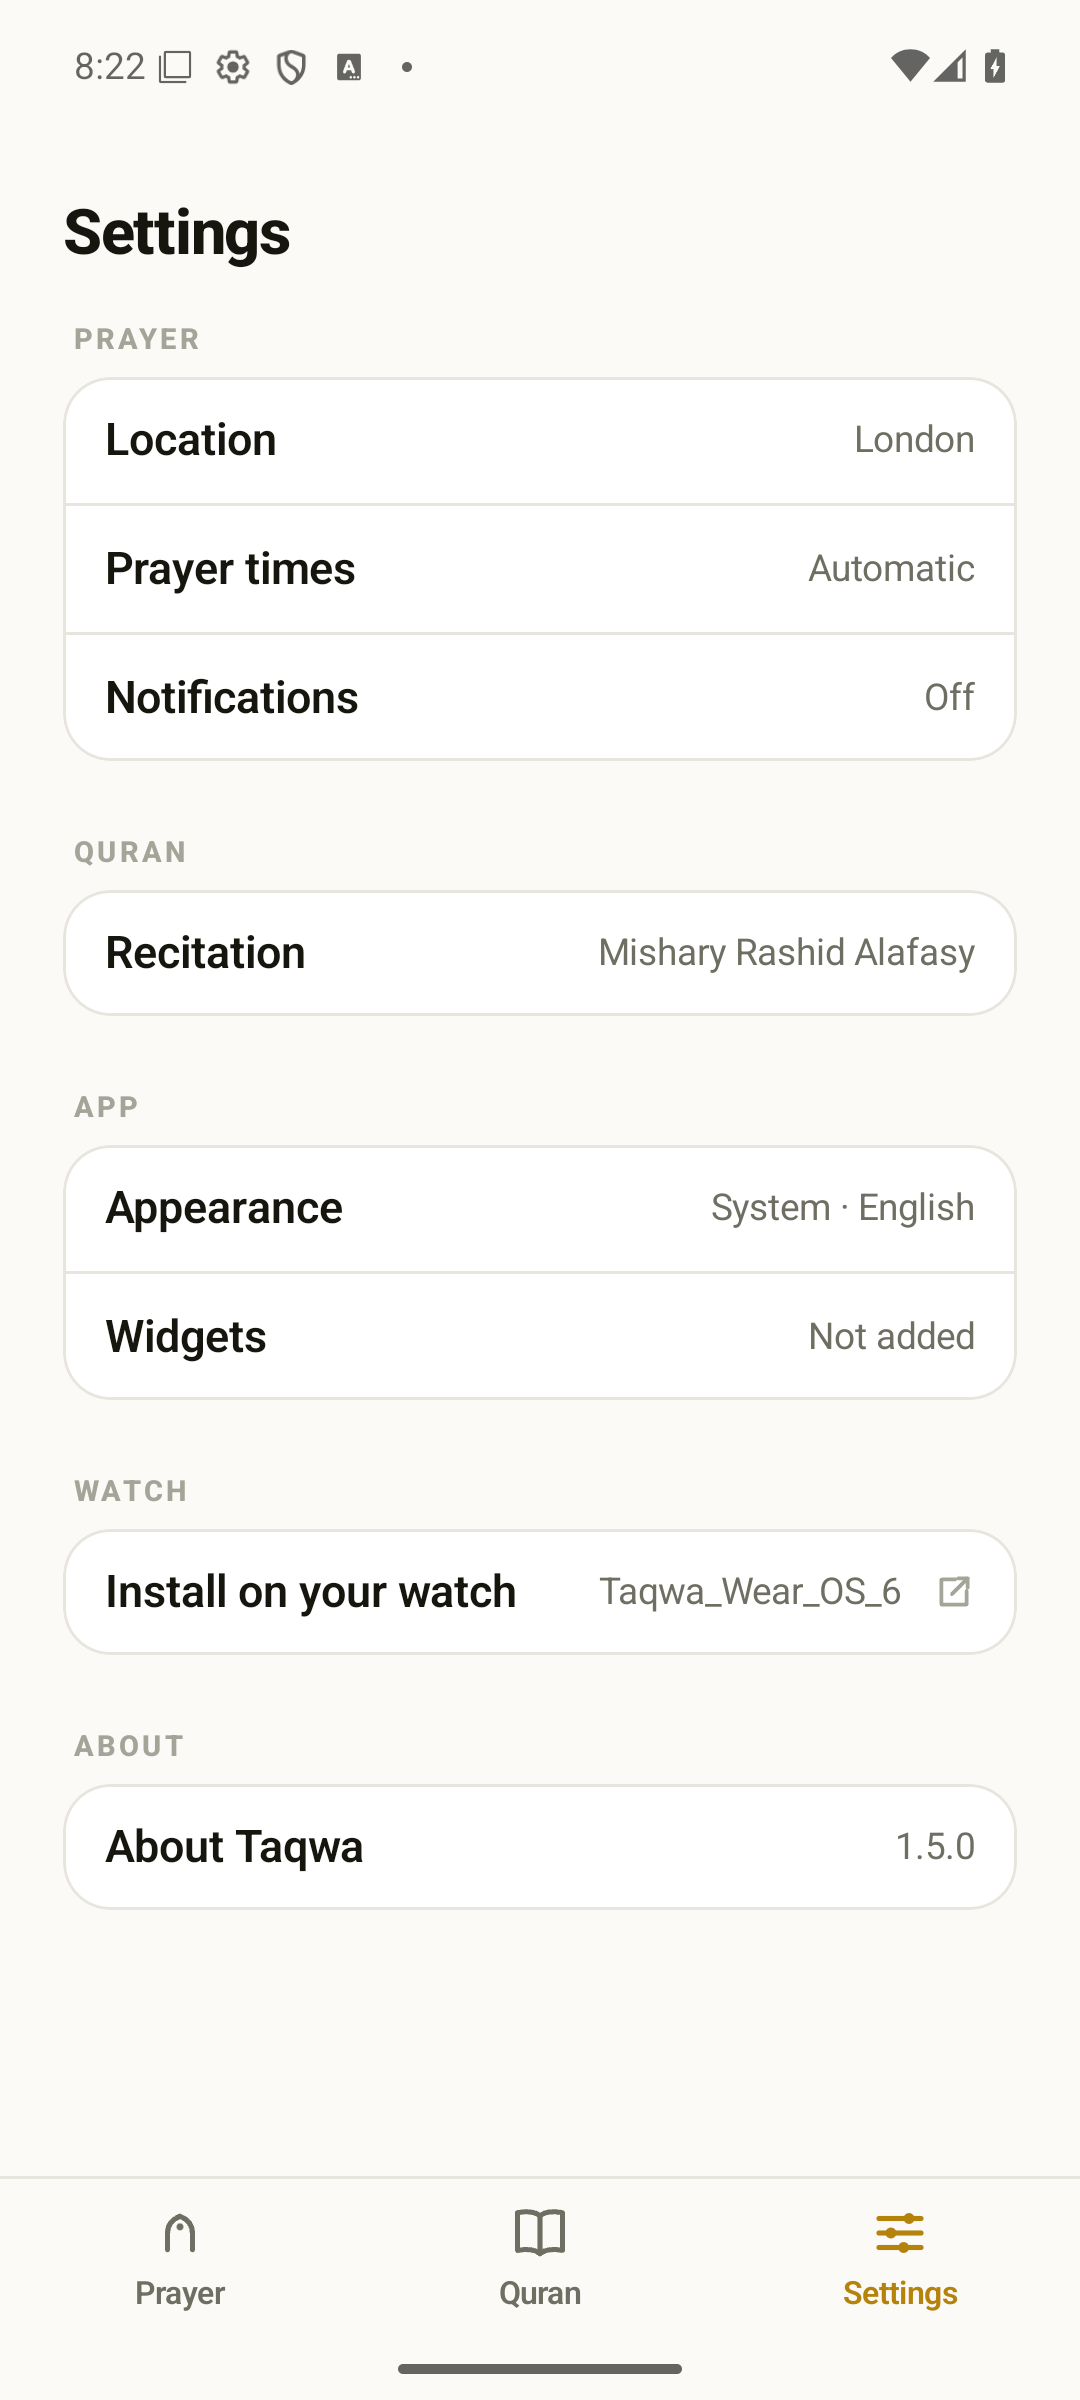 8:22
Settings
PRAYER
Location London
Prayer times Automatic
Notifications Off
QURAN
Recitation Mishary Rashid Alafasy
APP
Appearance System · English
Widgets Not added
WATCH
Install on your watch Taqwa_Wear_OS_6
ABOUT
About Taqwa 1.5.0
Prayer Quran Settings